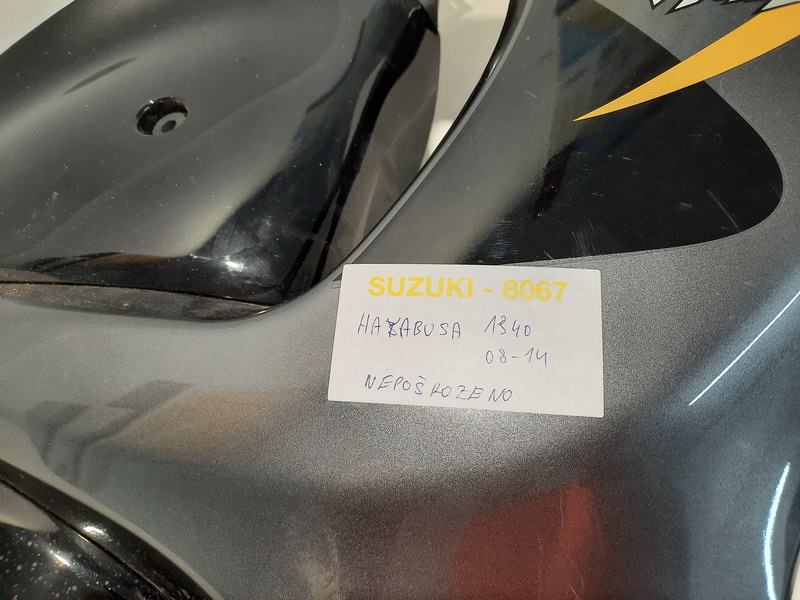 SUZUKI - 8067
HAYABUSA 1340
08-14
NEPOŠKOZENO